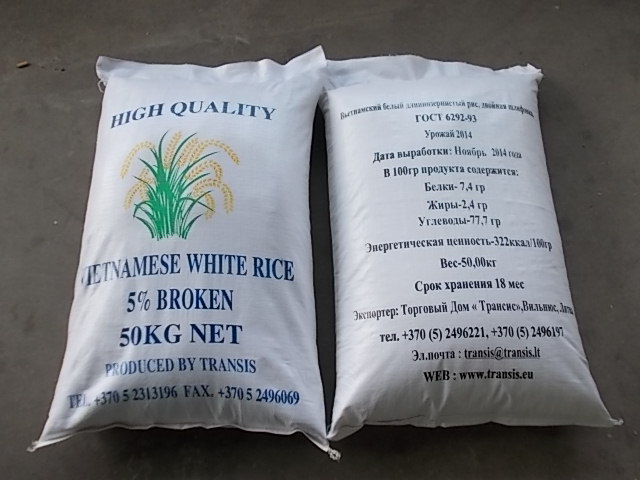 HIGH QUALITY
VIETNAMESE WHITE RICE
5% BROKEN
50KG NET
PRODUCED BY TRANSIS
TEL. +370 5 2313196 FAX. +370 5 2496069
Вьетнамский белый длиннозернистый рис, двойная шлифовка
ГОСТ 6292-93
Урожай 2014
Дата выработки: Ноябрь 2014 года
В 100гр продукта содержится:
Белки- 7,4 гр
Жиры-2,4 гр
Углеводы-77,7 гр
Энергетическая ценность-322ккал/100гр
Вес-50,00кг
Срок хранения 18 мес
Экспортер: Торговый Дом « Трансис»,Вильнюс, Литва
тел. +370 (5) 2496221, +370 (5) 2496197
Эл.почта : transis@transis.lt
WEB : www.transis.eu